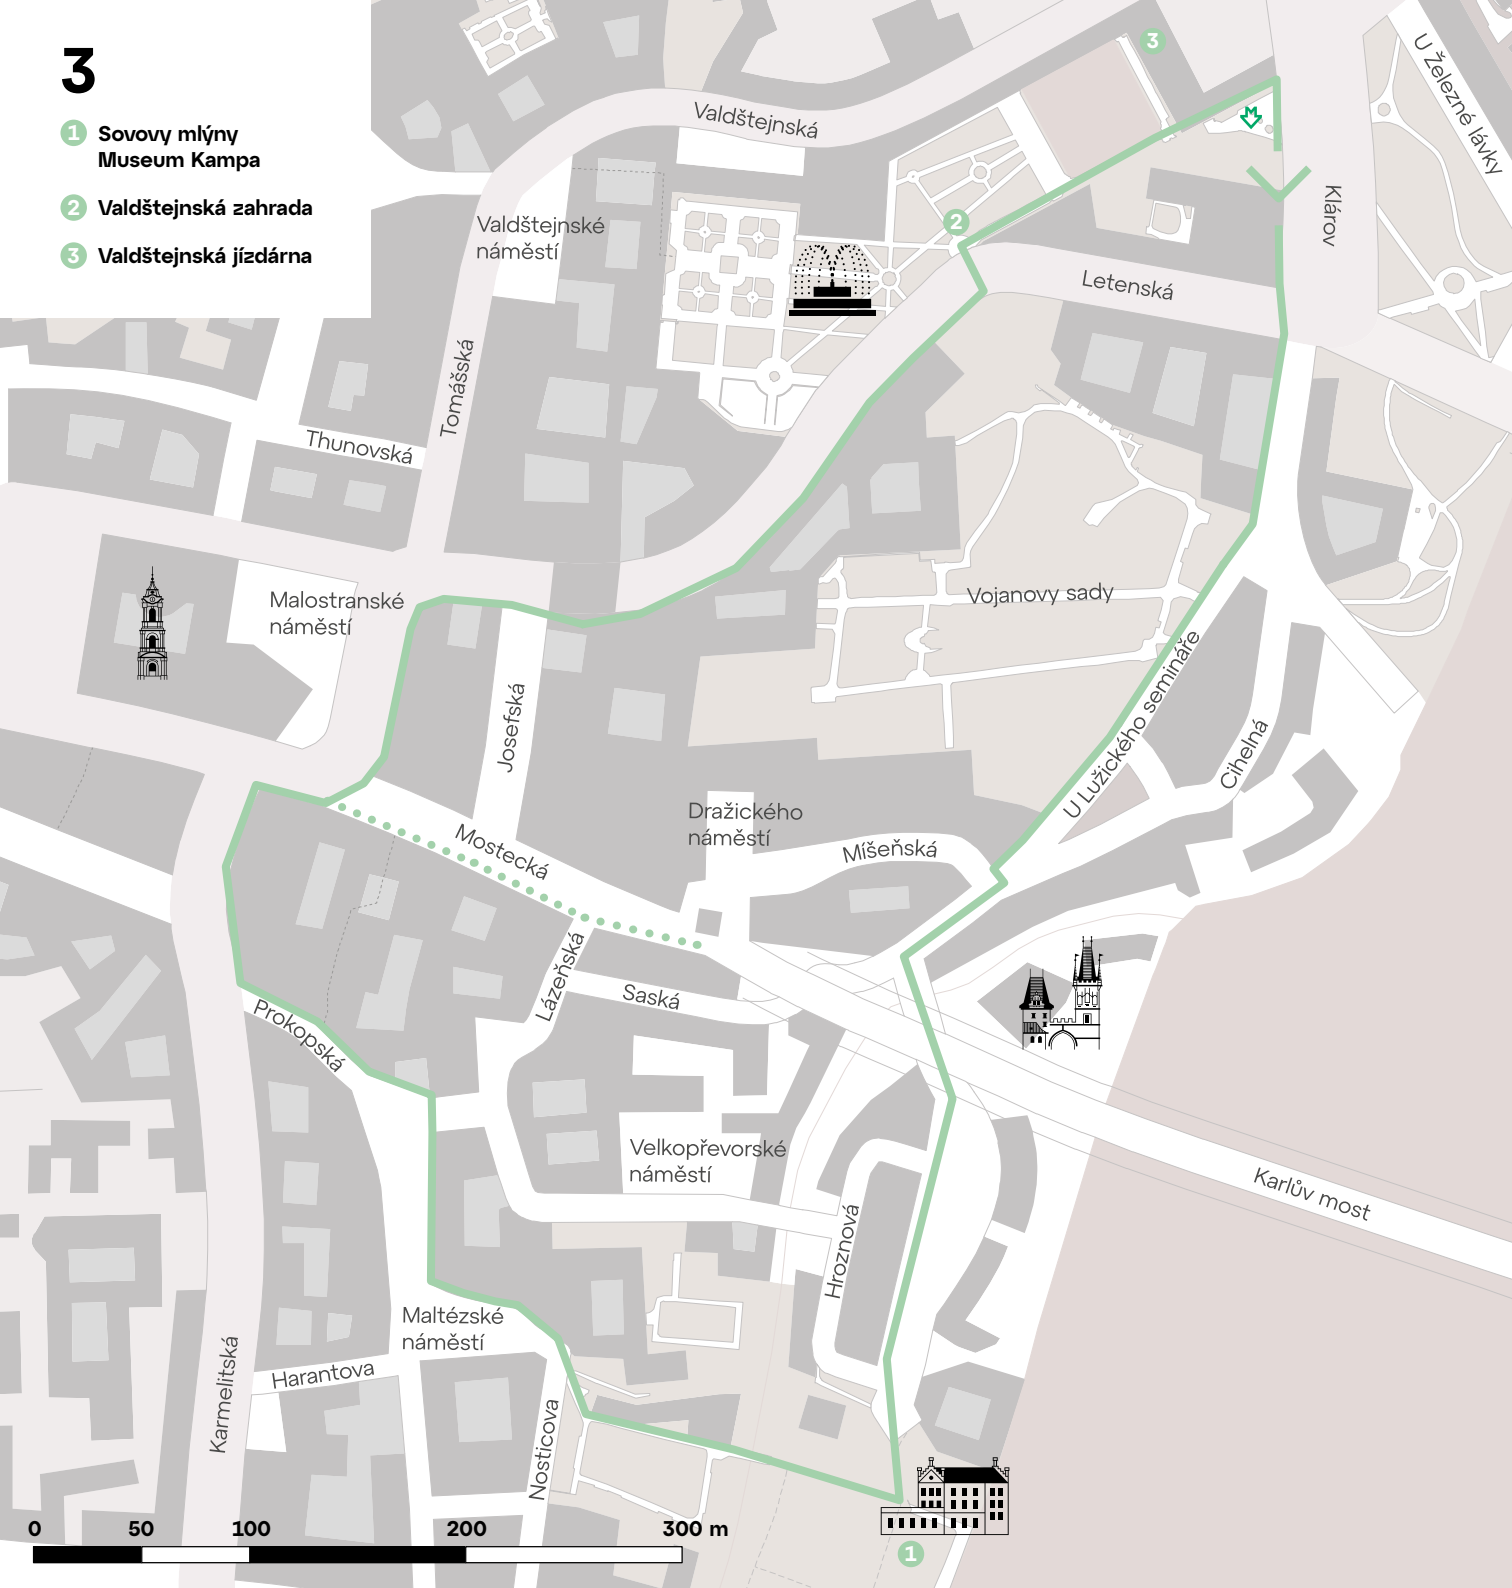 3
1 Sovovy mlýny
Museum Kampa
2 Valdštejnská zahrada
3 Valdštejnská jízdárna
3
U Železné lávky
Valdštejnská
Klárov
2
Valdštejnské
náměstí
Letenská
Tomášská
Thunovská
Vojanovy sady
Malostranské
náměstí
U Lužického semináře
Josefská
Cihelná
Dražického
náměstí
Mostecká
Míšeňská
Lázeňská
Saská
Prokopská
Velkopřevorské
náměstí
Karlův most
Hroznová
Maltézské
náměstí
Harantova
Karmelitská
Nosticova
0 50 100 200 300 m
1